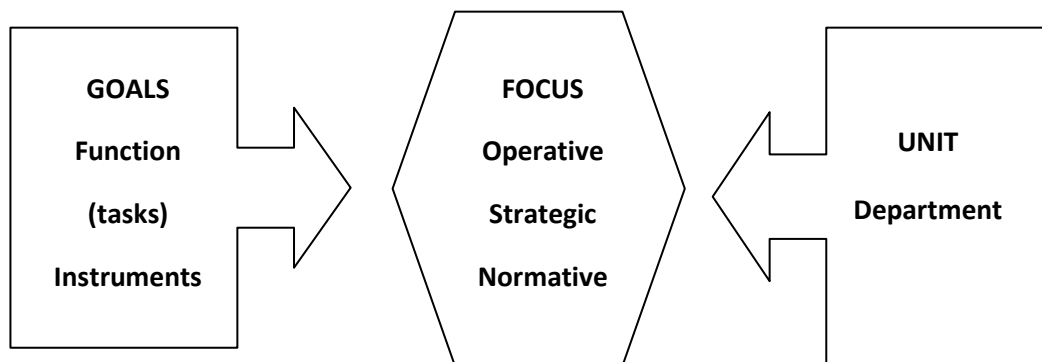 GOALS
Function
(tasks)
Instruments
FOCUS
Operative
Strategic
Normative
UNIT
Department